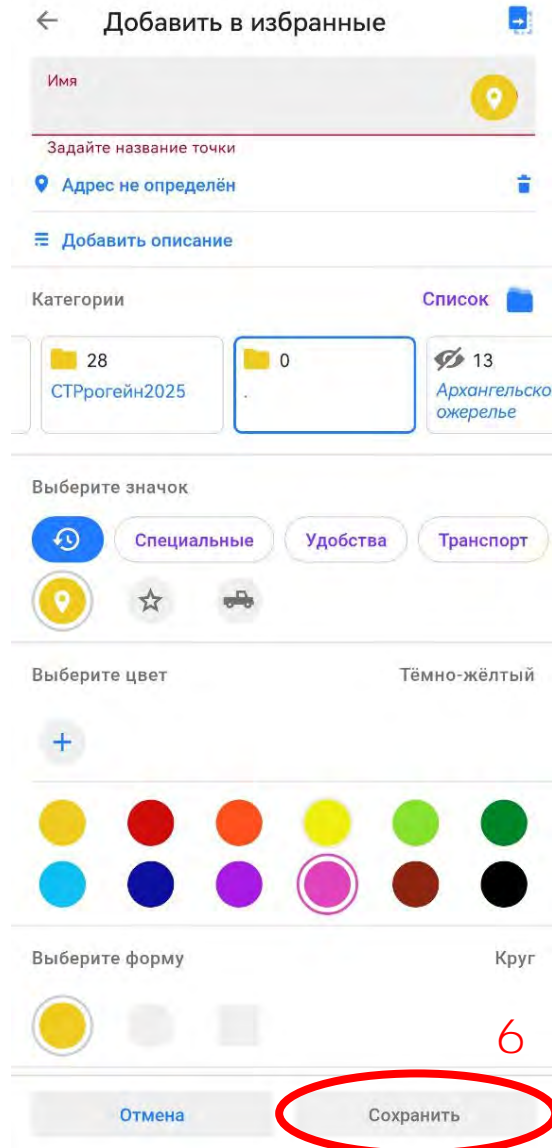 Добавить в избранные
Имя
Задайте название точки
Адрес не определён
Добавить описание
Категории Список
28
СТРрогейн2025
0
.
13
Архангельско
ожерелье
Выберите значок
Специальные Удобства Транспорт
Выберите цвет Тёмно-жёлтый
Выберите форму Круг
6
Отмена Сохранить